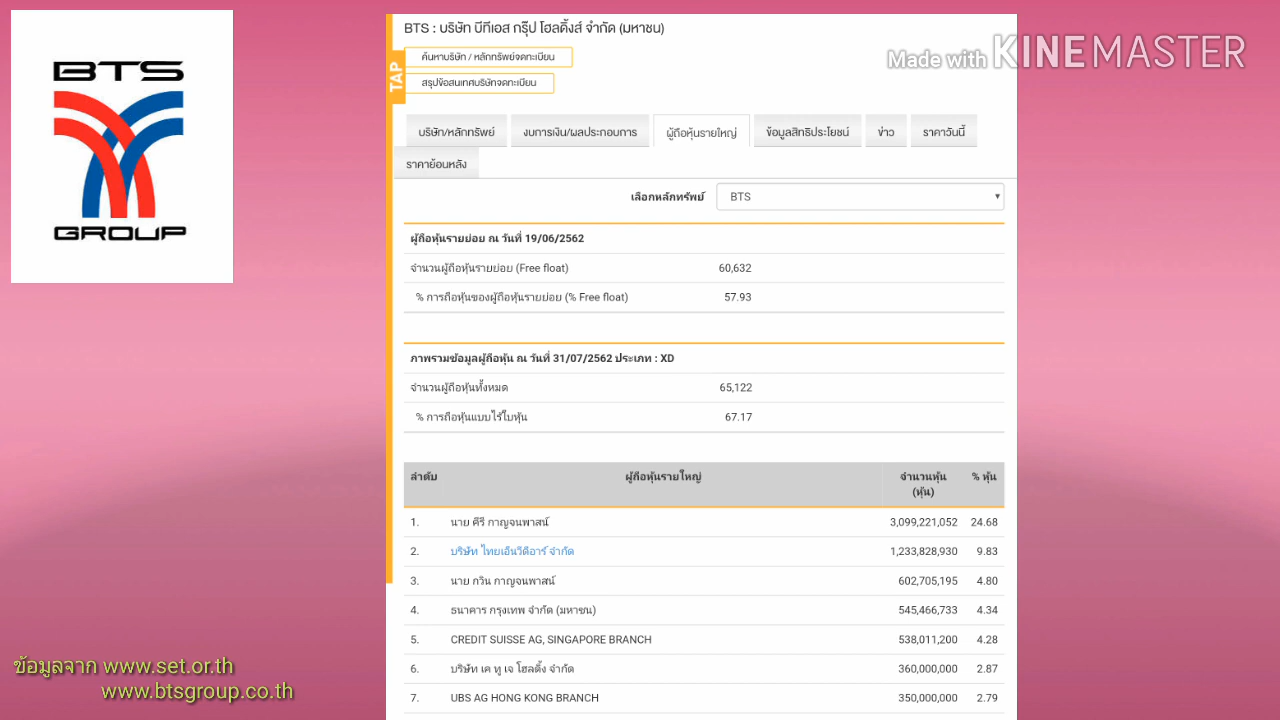 BTS
GROUP
Made with KINEMASTER
BTS : บริษัท บีทีเอส กรุ๊ป โฮลดิ้งส์ จำกัด (มหาชน)
TAP
ค้นหาบริษัท / หลักทรัพย์จดทะเบียน
สรุปข้อสนเทศบริษัทจดทะเบียน
บริษัท/หลักทรัพย์ งบการเงิน/ผลประกอบการ ผู้ถือหุ้นรายใหญ่ ข้อมูลสิทธิประโยชน์ ข่าว ราคาวันนี้
ราคาย้อนหลัง
เลือกหลักทรัพย์ BTS
ผู้ถือหุ้นรายย่อย ณ วันที่ 19/06/2562
จำนวนผู้ถือหุ้นรายย่อย (Free float) 60,632
% การถือหุ้นของผู้ถือหุ้นรายย่อย (% Free float) 57.93
ภาพรวมข้อมูลผู้ถือหุ้น ณ วันที่ 31/07/2562 ประเภท : XD
จำนวนผู้ถือหุ้นทั้งหมด 65,122
% การถือหุ้นแบบไร้ใบหุ้น 67.17
ลำดับ ผู้ถือหุ้นรายใหญ่ จำนวนหุ้น % หุ้น
(หุ้น)
1. นาย คีรี กาญจนพาสน์ 3,099,221,052 24.68
2. บริษัท ไทยเอ็นวีดีอาร์ จำกัด 1,233,828,930 9.83
3. นาย กวิน กาญจนพาสน์ 602,705,195 4.80
4. ธนาคาร กรุงเทพ จำกัด (มหาชน) 545,466,733 4.34
5. CREDIT SUISSE AG, SINGAPORE BRANCH 538,011,200 4.28
6. บริษัท เค ทู เจ โฮลดิ้ง จำกัด 360,000,000 2.87
7. UBS AG HONG KONG BRANCH 350,000,000 2.79
ข้อมูลจาก www.set.or.th
www.btsgroup.co.th